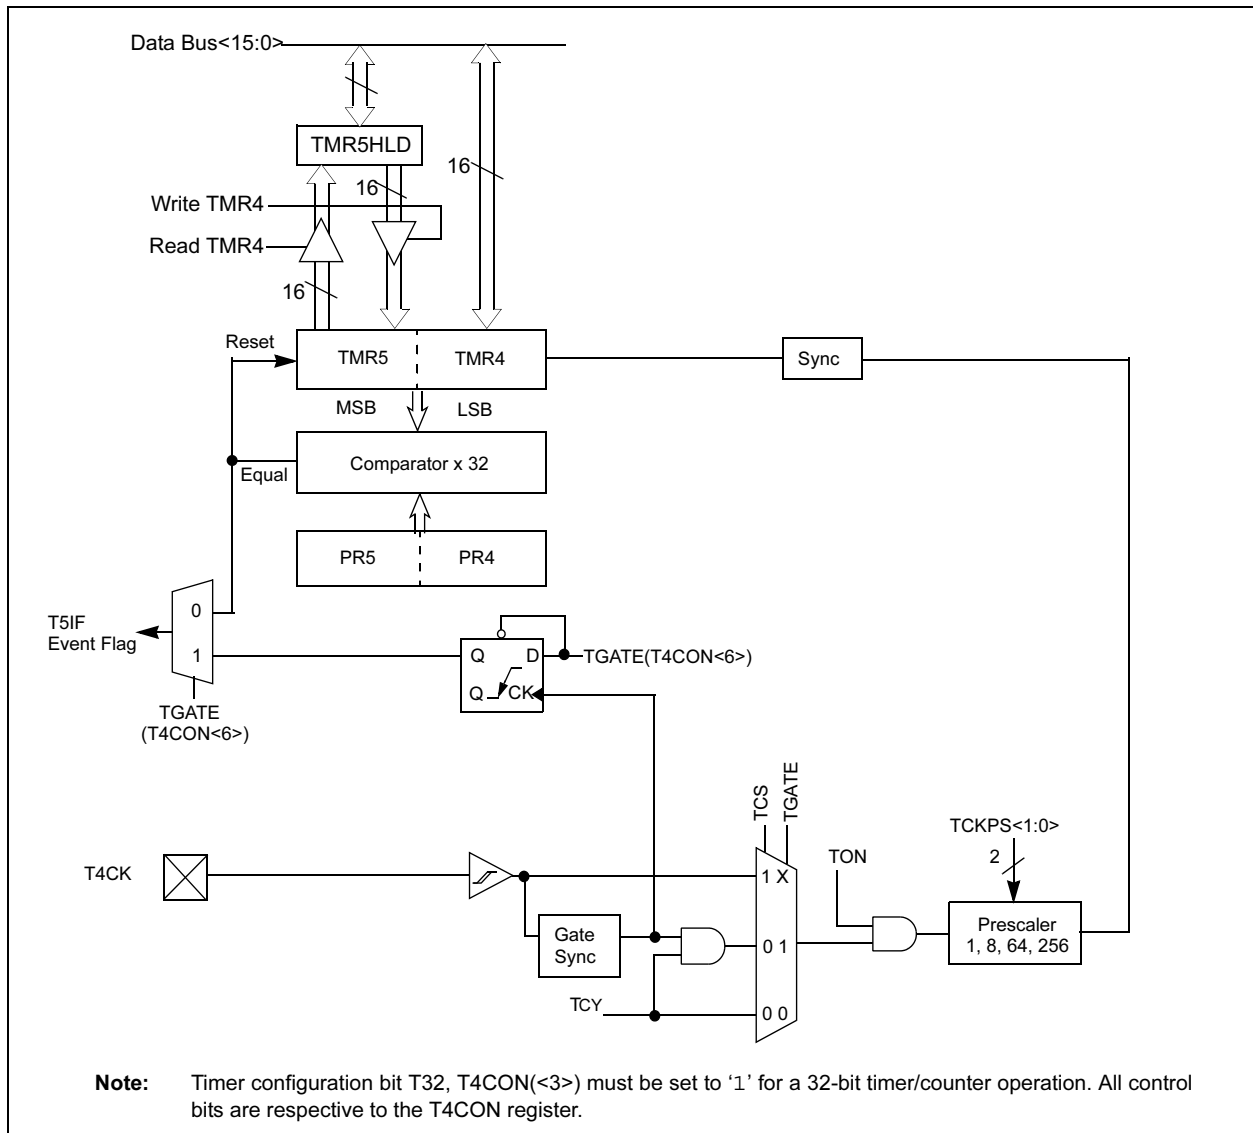 Data Bus<15:0>
TMR5HLD
16
16
Write TMR4
Read TMR4
16
Reset
TMR5
TMR4
Sync
MSB
LSB
Equal
Comparator x 32
PR5
PR4
0
T5IF
Event Flag
1
Q
D
TGATE(T4CON<6>)
Q
CK
TGATE
(T4CON<6>)
TCS
TGATE
TCKPS<1:0>
2
TON
T4CK
1 X
Gate
Sync
0 1
Prescaler
1, 8, 64, 256
TCY
0 0
Note: Timer configuration bit T32, T4CON(<3>) must be set to ‘1’ for a 32-bit timer/counter operation. All control
bits are respective to the T4CON register.